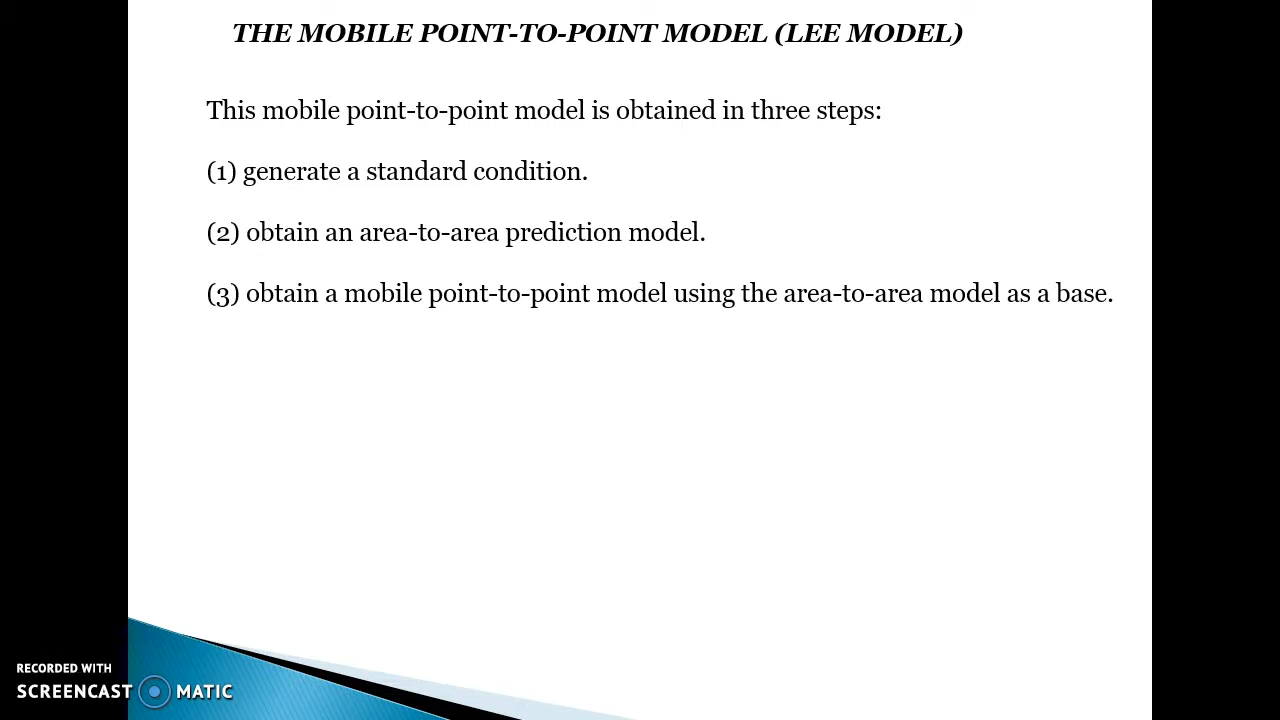 THE MOBILE POINT-TO-POINT MODEL (LEE MODEL)
This mobile point-to-point model is obtained in three steps:
(1) generate a standard condition.
(2) obtain an area-to-area prediction model.
(3) obtain a mobile point-to-point model using the area-to-area model as a base.
RECORDED WITH
SCREENCAST MATIC